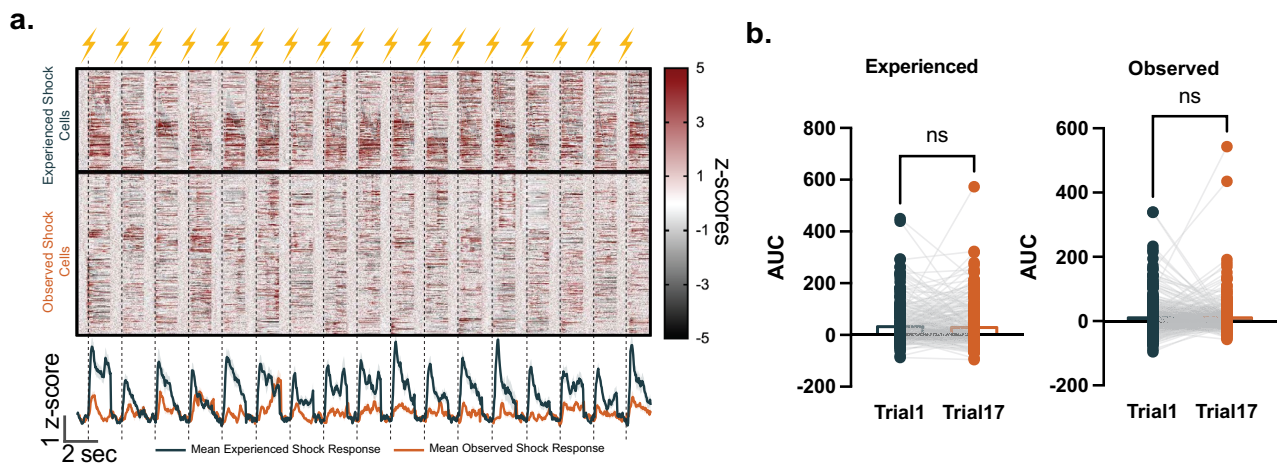 a.
Experienced Shock
Cells
Observed Shock
Cells
5
3
1
-1
-3
-5
z-scores
1 z-score
2 sec
Mean Experienced Shock Response
Mean Observed Shock Response
b.
Experienced
ns
AUC
800
600
400
200
0
-200
Trial1
Trial17
Observed
ns
AUC
600
400
200
0
-200
Trial1
Trial17